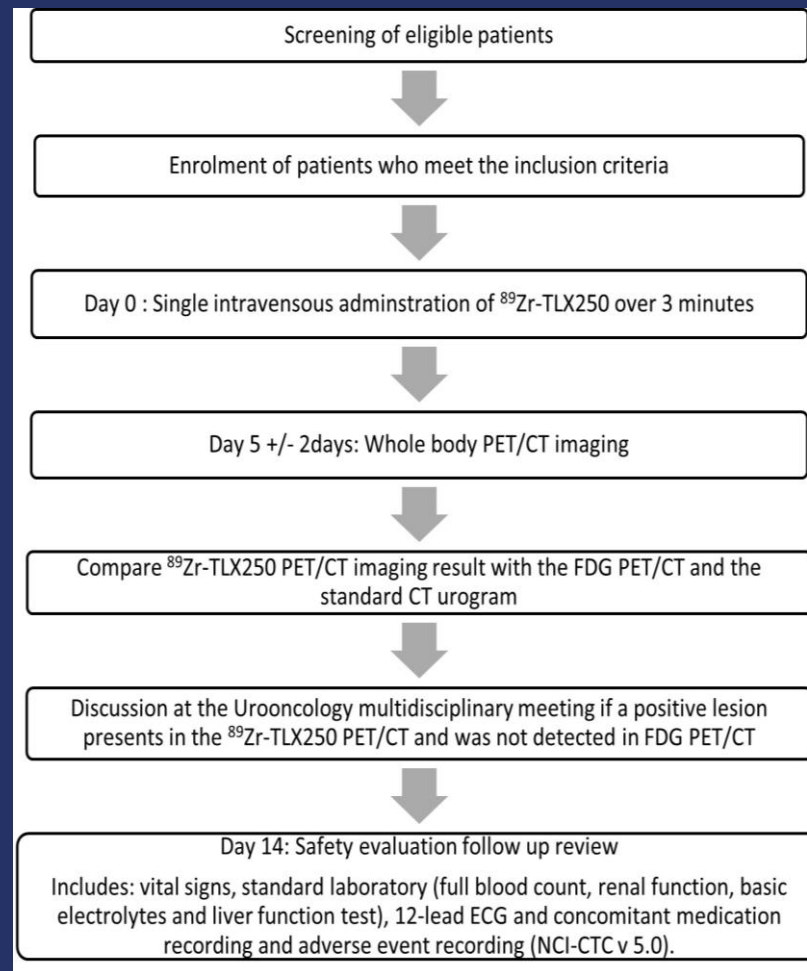 Screening of eligible patients
Enrolment of patients who meet the inclusion criteria
Day 0 : Single intravensous adminstration of ⁸⁹Zr-TLX250 over 3 minutes
Day 5 +/- 2days: Whole body PET/CT imaging
Compare ⁸⁹Zr-TLX250 PET/CT imaging result with the FDG PET/CT and the
standard CT urogram
Discussion at the Urooncology multidisciplinary meeting if a positive lesion
presents in the ⁸⁹Zr-TLX250 PET/CT and was not detected in FDG PET/CT
Day 14: Safety evaluation follow up review
Includes: vital signs, standard laboratory (full blood count, renal function, basic
electrolytes and liver function test), 12-lead ECG and concomitant medication
recording and adverse event recording (NCI-CTC v 5.0).